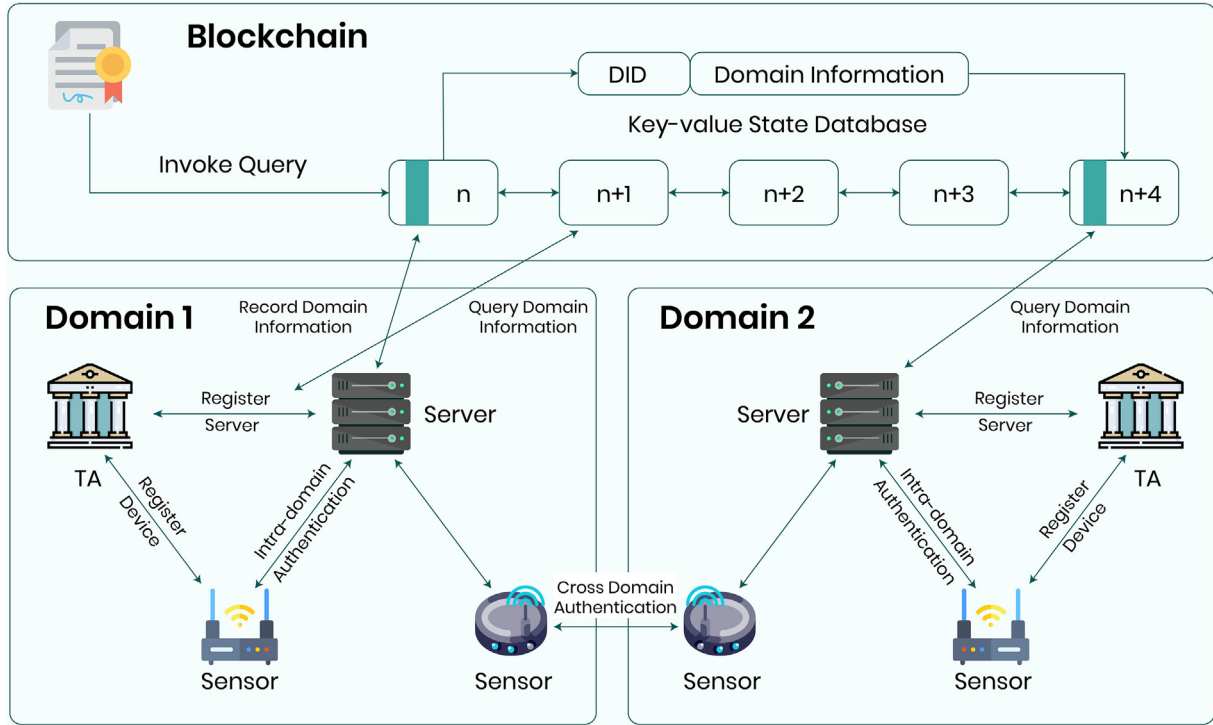 Blockchain
DID
Domain Information
Key-value State Database
Invoke Query
n
n+1
n+2
n+3
n+4
Domain 1
Record Domain
Information
Query Domain
Information
Register
Server
Server
TA
Register
Device
Intra-domain
Authentication
Sensor
Sensor
Cross Domain
Authentication
Domain 2
Query Domain
Information
Server
Register
Server
TA
Intra-domain
Authentication
Register
Device
Sensor
Sensor